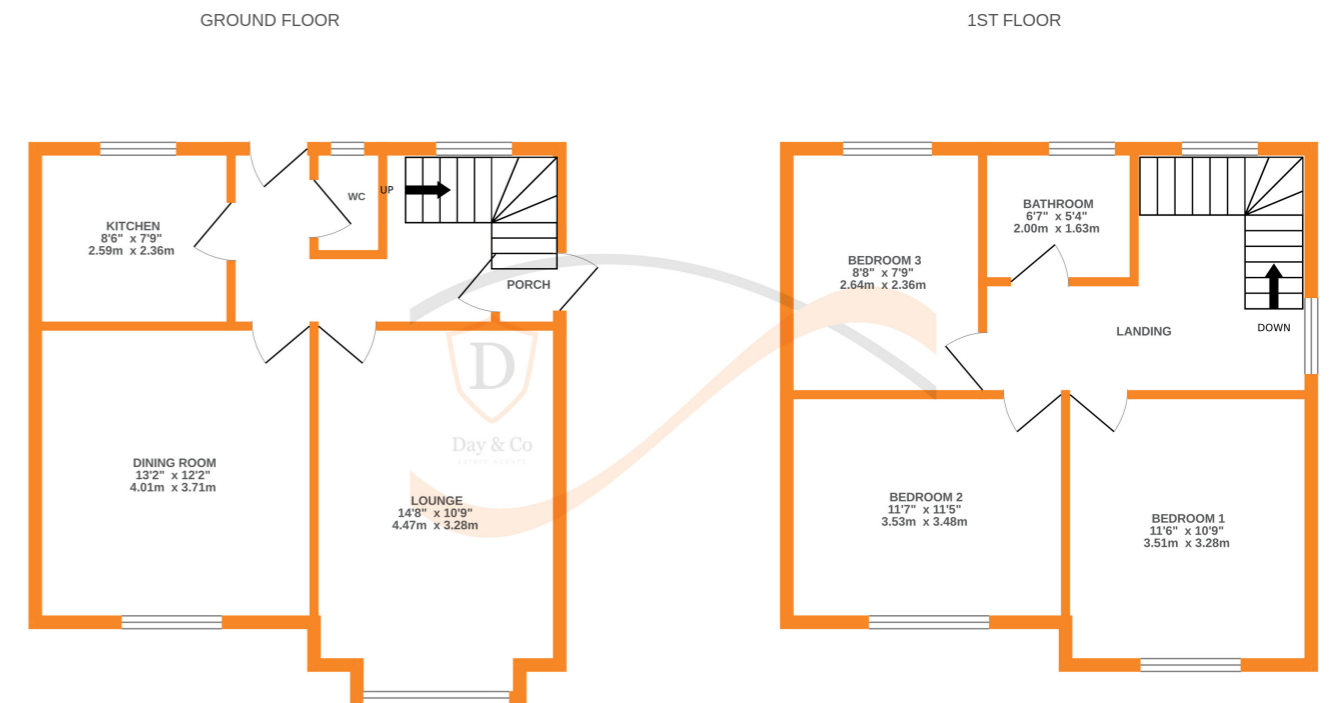 GROUND FLOOR
1ST FLOOR
KITCHEN
8'6" x 7'9"
2.59m x 2.36m
WC
UP
PORCH
DINING ROOM
13'2" x 12'2"
4.01m x 3.71m
LOUNGE
14'8" x 10'9"
4.47m x 3.28m
D
Day & Co
ESTATE AGENTS
BEDROOM 3
8'8" x 7'9"
2.64m x 2.36m
BATHROOM
6'7" x 5'4"
2.00m x 1.63m
LANDING
DOWN
BEDROOM 2
11'7" x 11'5"
3.53m x 3.48m
BEDROOM 1
11'6" x 10'9"
3.51m x 3.28m